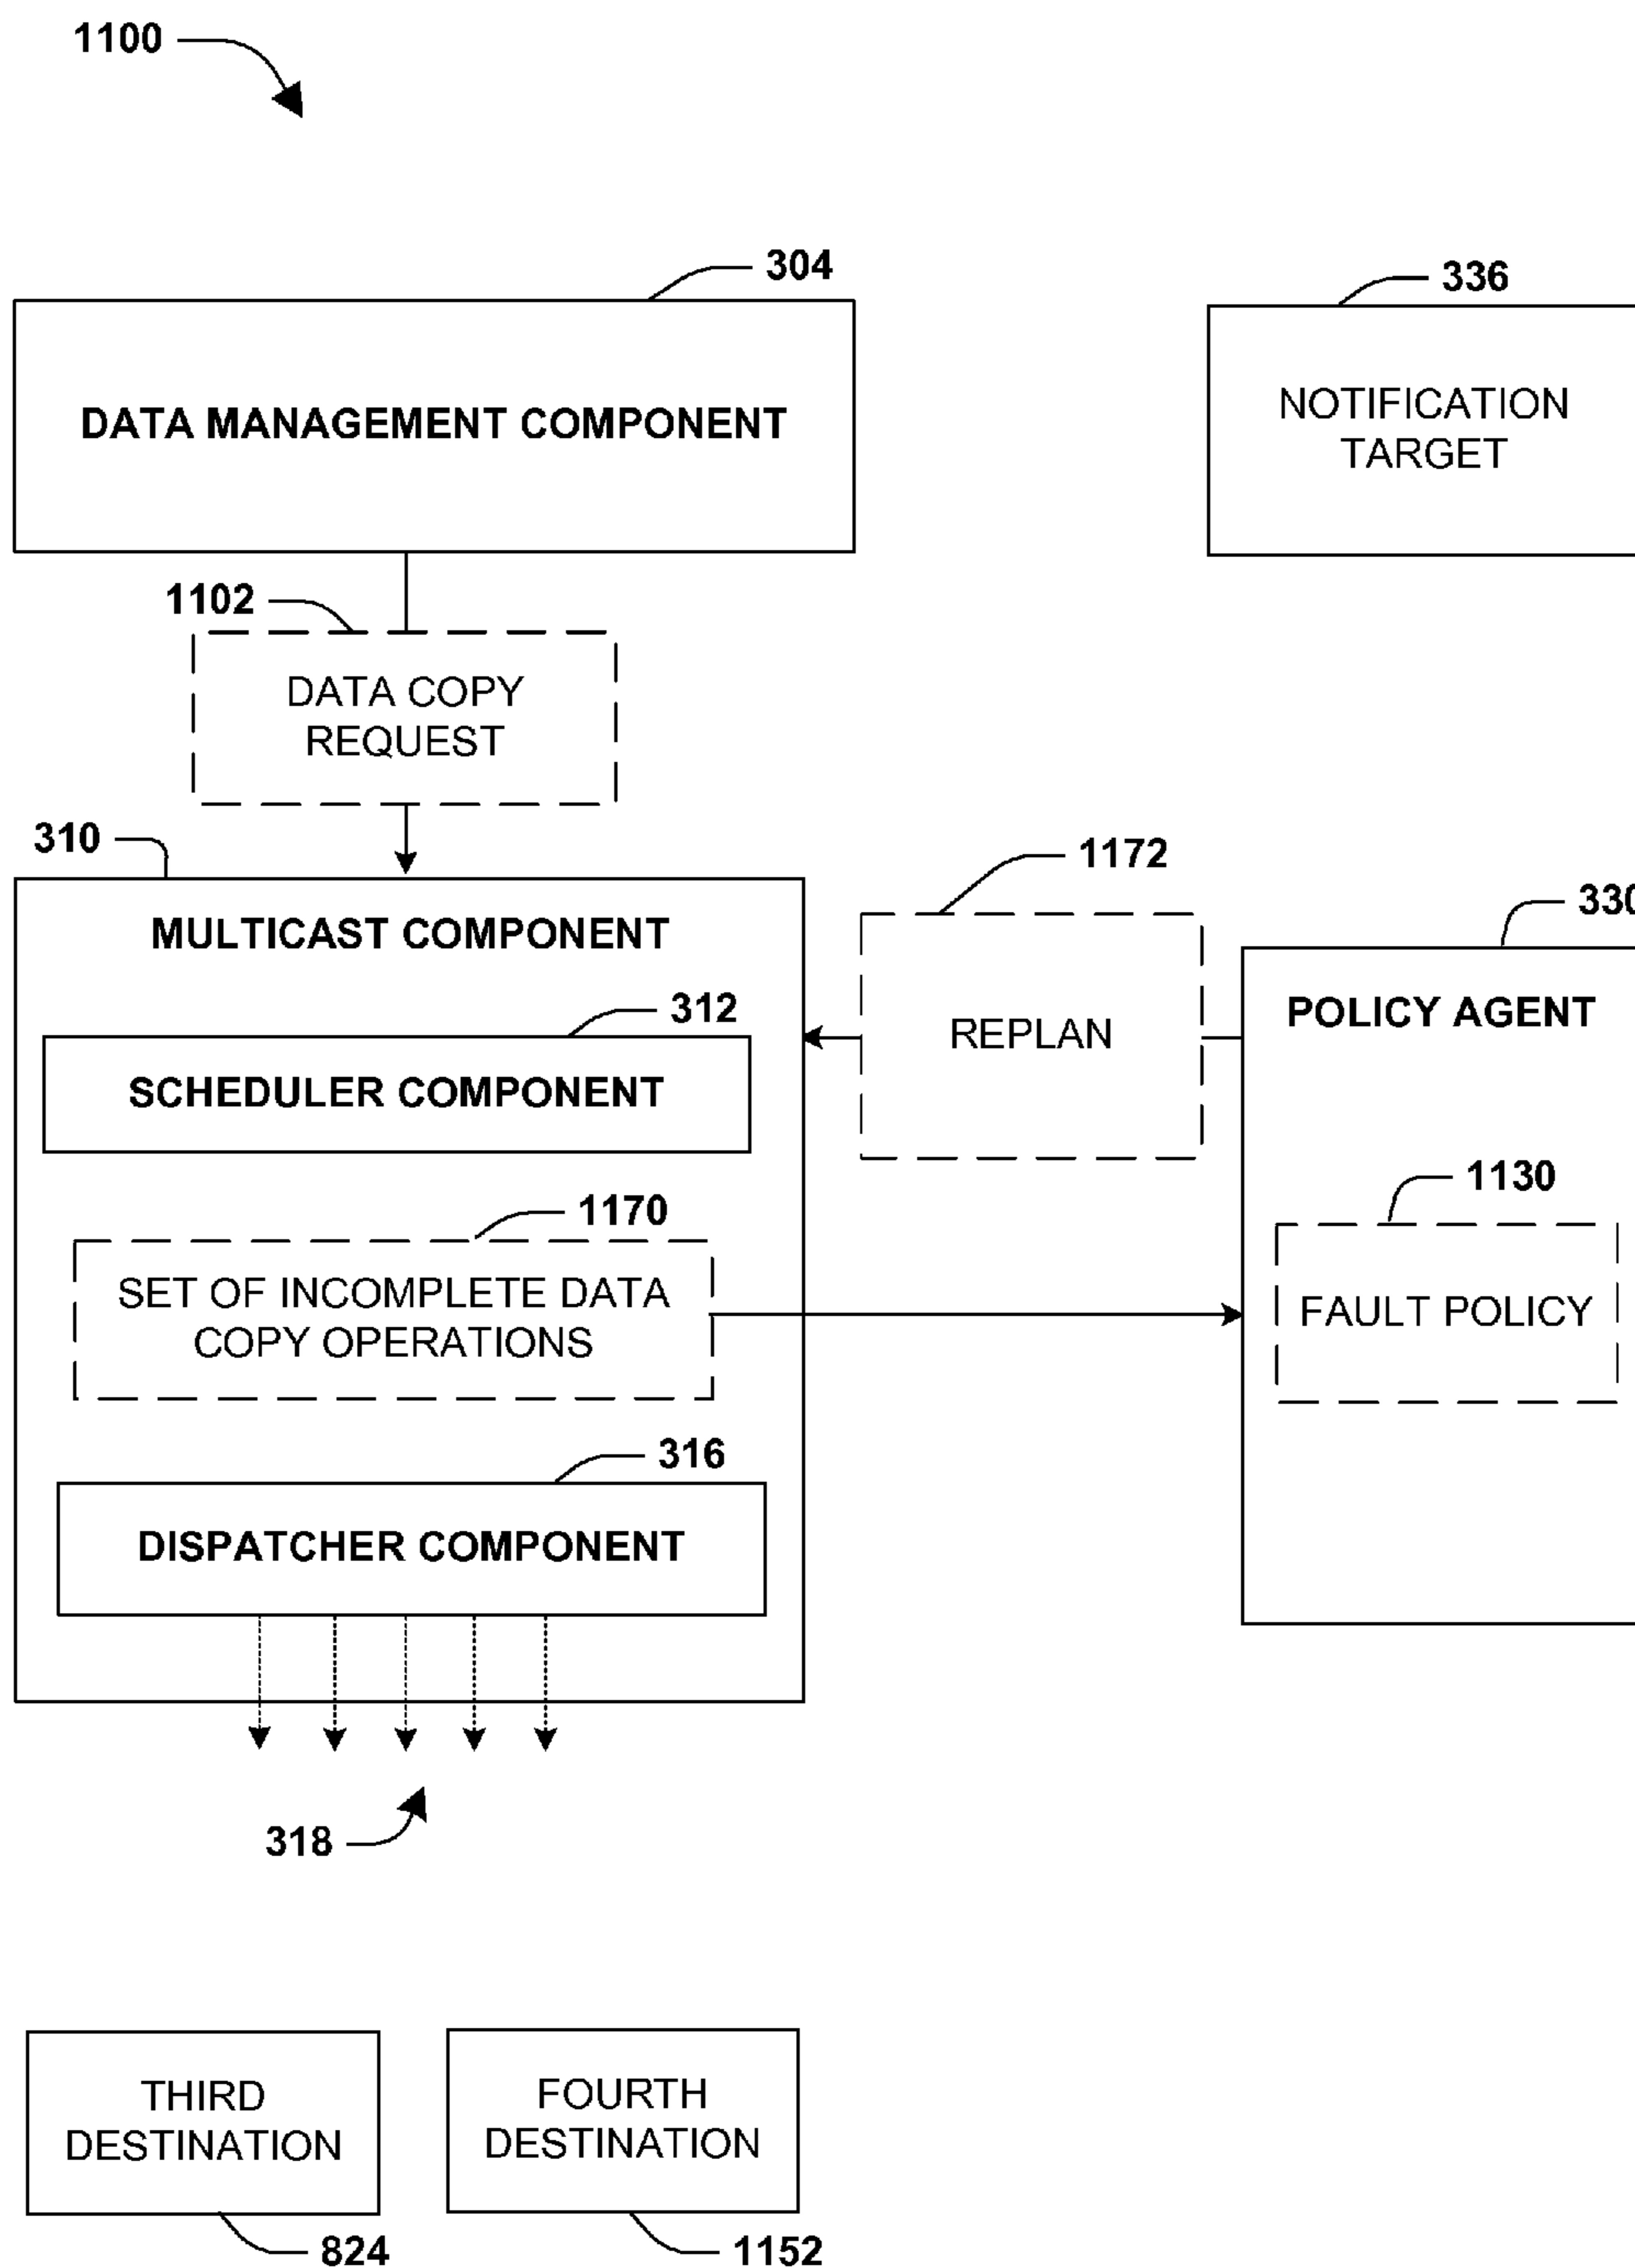 1100
304
336
DATA MANAGEMENT COMPONENT
NOTIFICATION
TARGET
1102
DATA COPY
REQUEST
310
1172
330
MULTICAST COMPONENT
312
REPLAN
POLICY AGENT
SCHEDULER COMPONENT
1170
1130
SET OF INCOMPLETE DATA
COPY OPERATIONS
FAULT POLICY
316
DISPATCHER COMPONENT
318
THIRD
DESTINATION
FOURTH
DESTINATION
824
1152